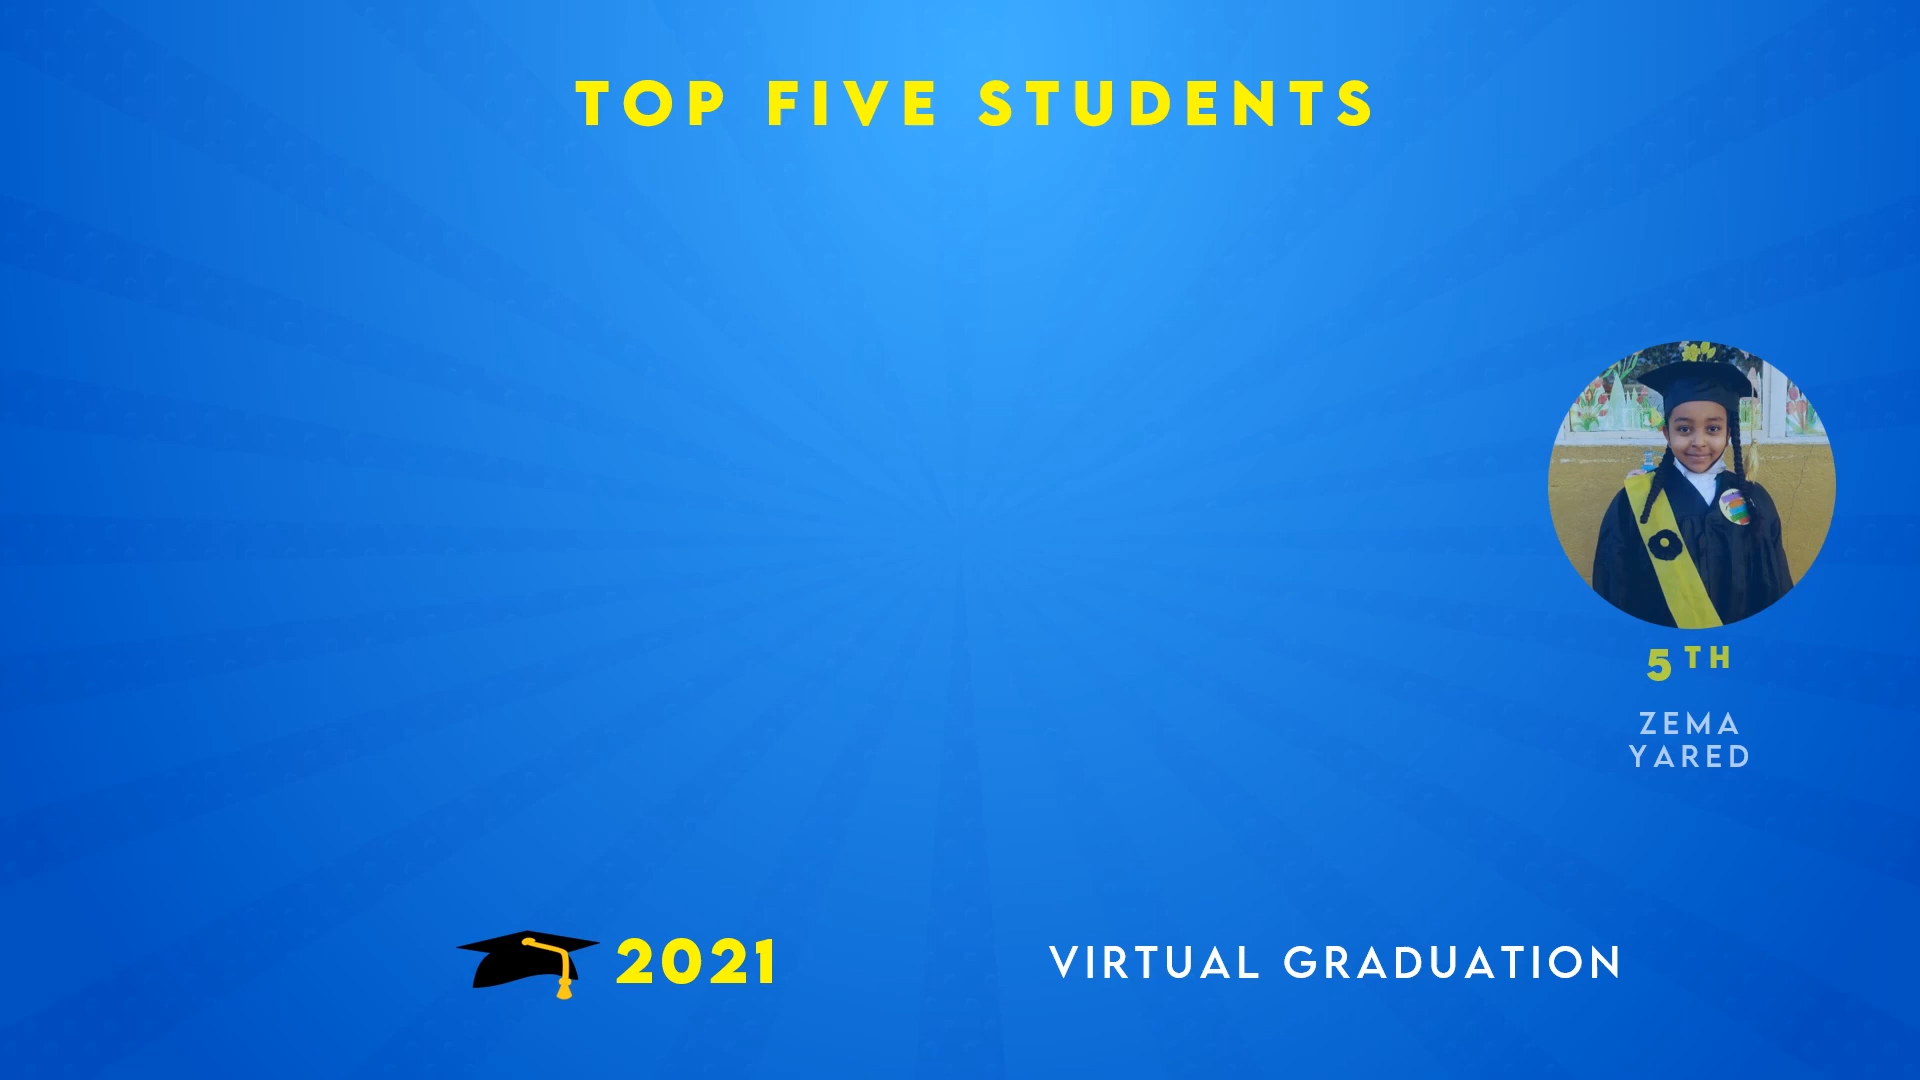 TOP FIVE STUDENTS
5TH
ZEMA
YARED
2021
VIRTUAL GRADUATION